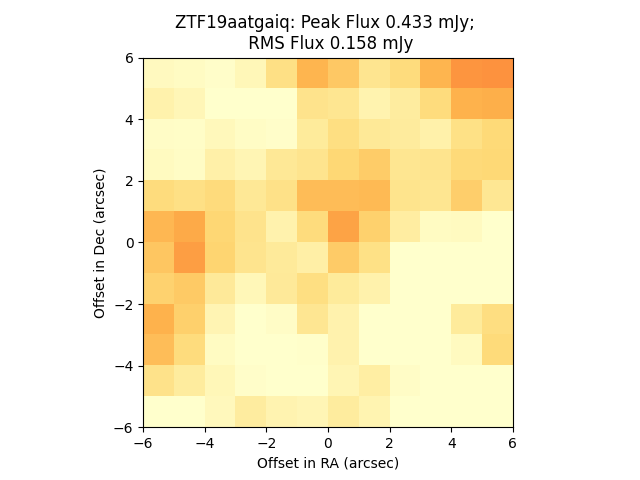 ZTF19aatgaiq: Peak Flux 0.433 mJy;
RMS Flux 0.158 mJy
6
4
2
0
−2
−4
−6
Offset in Dec (arcsec)
−6 −4 −2 0 2 4 6
Offset in RA (arcsec)